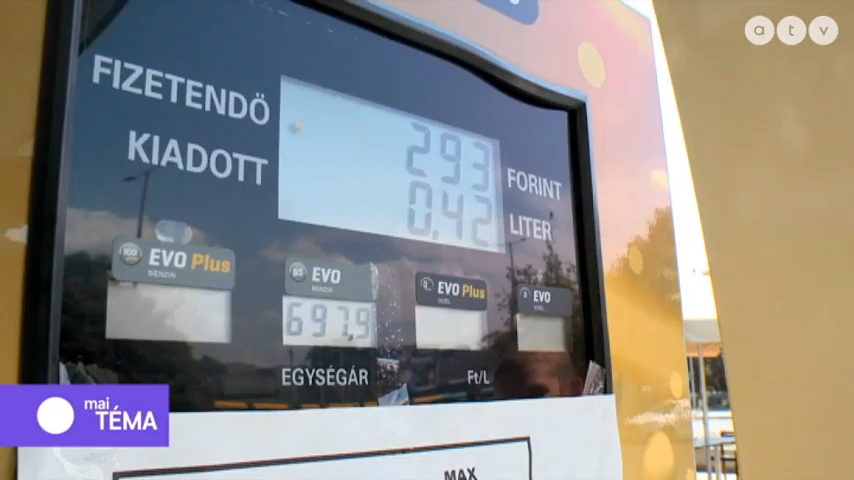 atv
FIZETENDŐ
293
FORINT
KIADOTT
0,42
LITER
100
EVO Plus
BENZIN
95
EVO
BENZIN
EVO Plus
EVO
697,9
EGYSÉGÁR
Ft/L
mai
TÉMA
MAX